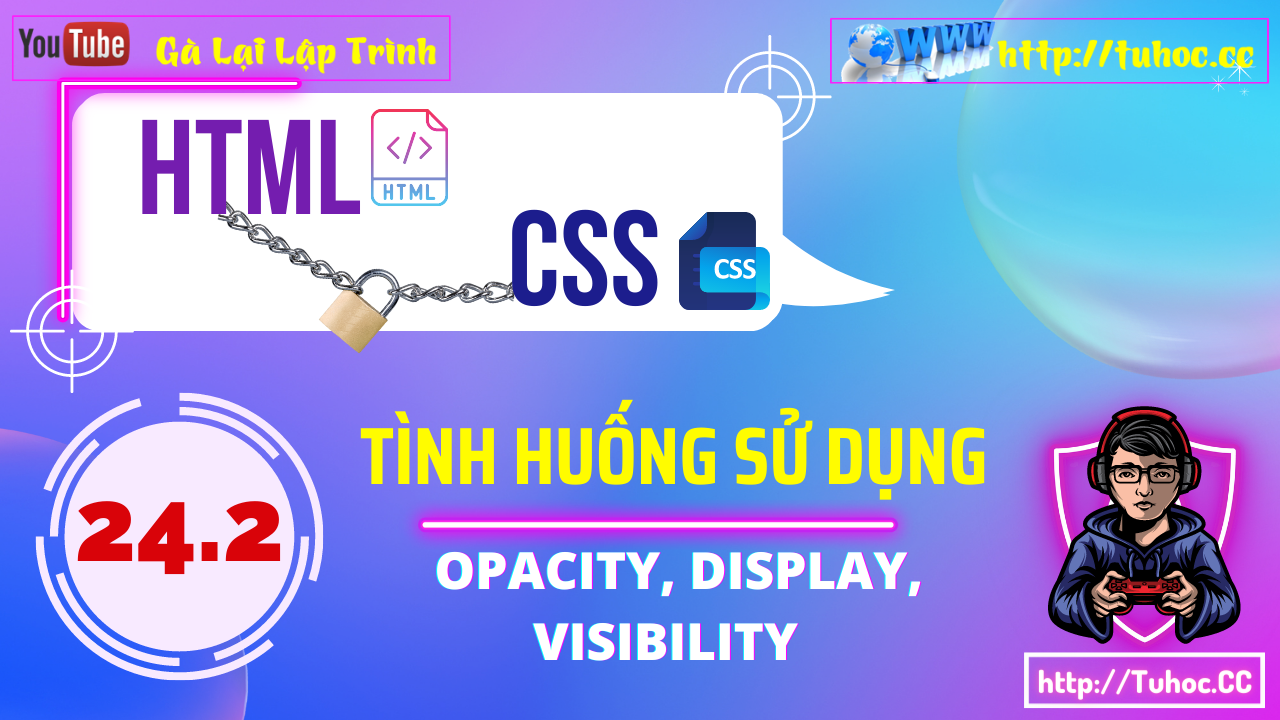 YouTube Gà Lại Lập Trình
WWW http://tuhoc.cc
HTML
HTML
CSS
CSS
24.2
TÌNH HUỐNG SỬ DỤNG
OPACITY, DISPLAY,
VISIBILITY
http://Tuhoc.CC